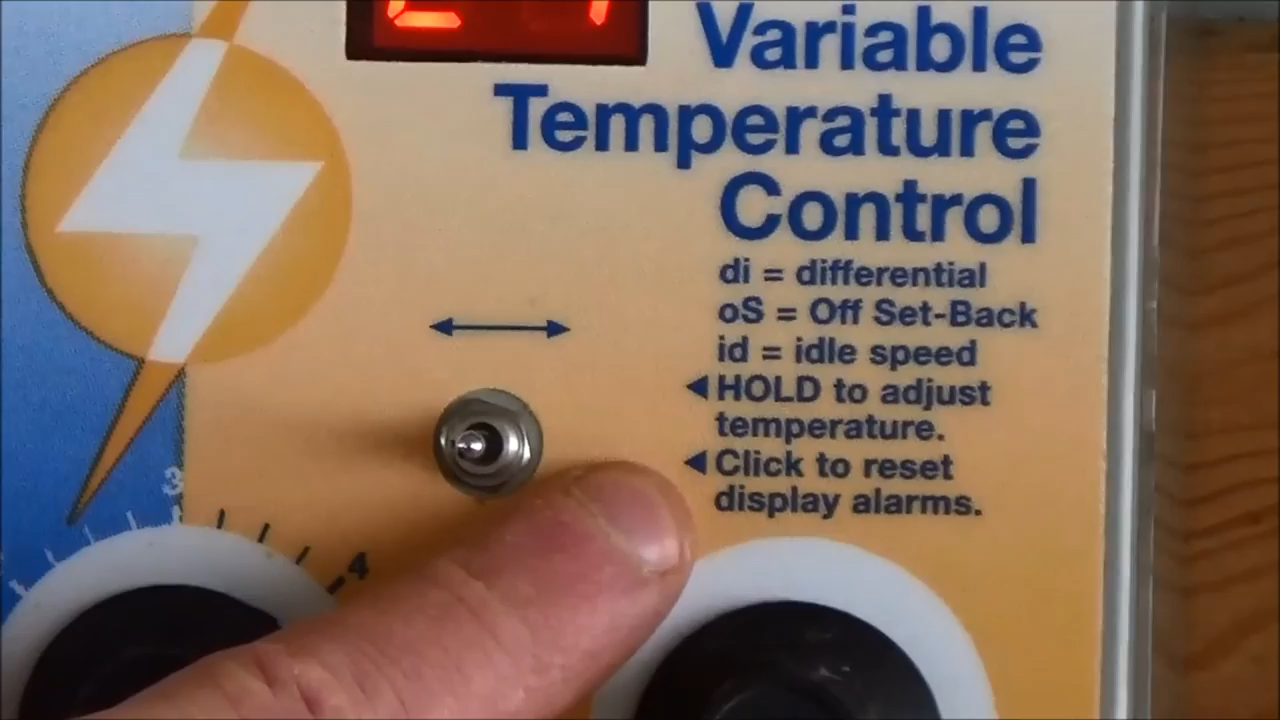 Variable
Temperature
Control
di = differential
oS = Off Set-Back
id = idle speed
◀HOLD to adjust
temperature.
◀Click to reset
display alarms.
3
4